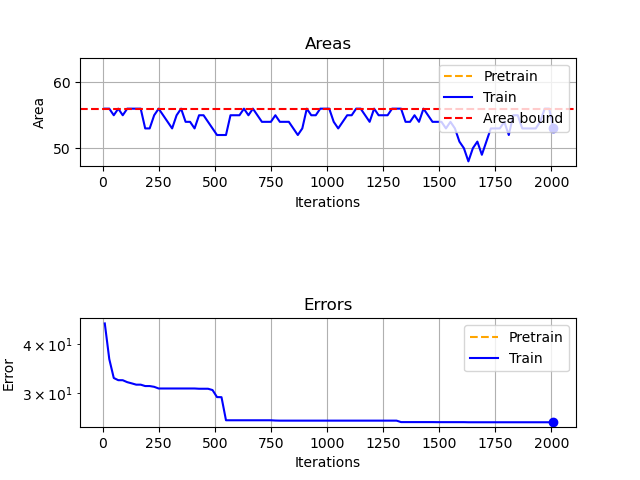 Areas
60
50
Area
Pretrain
Train
Area bound
0 250 500 750 1000 1250 1500 1750 2000
Iterations
Errors
4 × 10¹
3 × 10¹
Error
Pretrain
Train
0 250 500 750 1000 1250 1500 1750 2000
Iterations